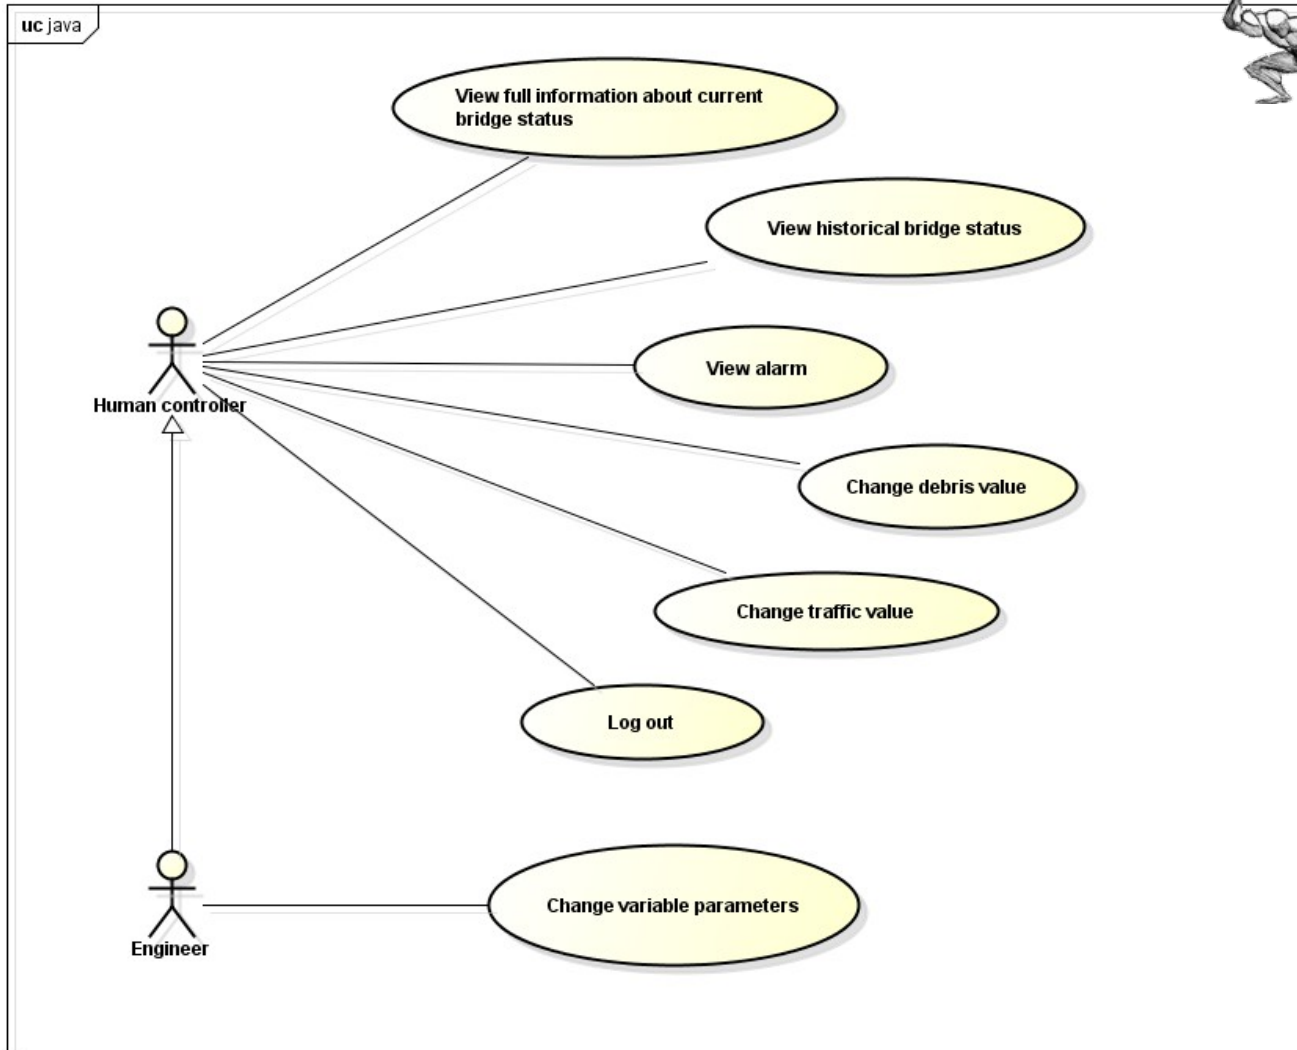 uc java
View full information about current
bridge status
View historical bridge status
View alarm
Human controller
Change debris value
Change traffic value
Log out
Change variable parameters
Engineer